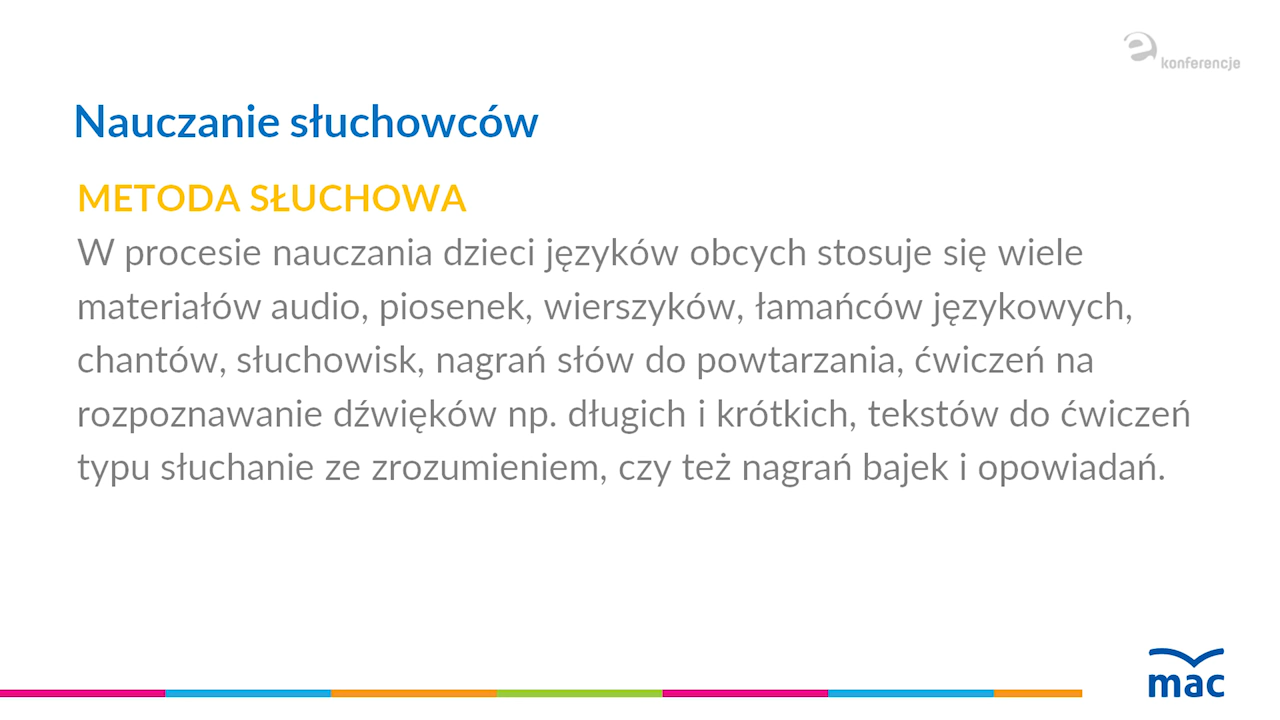 e konferencje
Nauczanie słuchowców
METODA SŁUCHOWA
W procesie nauczania dzieci języków obcych stosuje się wiele
materiałów audio, piosenek, wierszyków, łamańców językowych,
chantów, słuchowisk, nagrań słów do powtarzania, ćwiczeń na
rozpoznawanie dźwięków np. długich i krótkich, tekstów do ćwiczeń
typu słuchanie ze zrozumieniem, czy też nagrań bajek i opowiadań.
mac